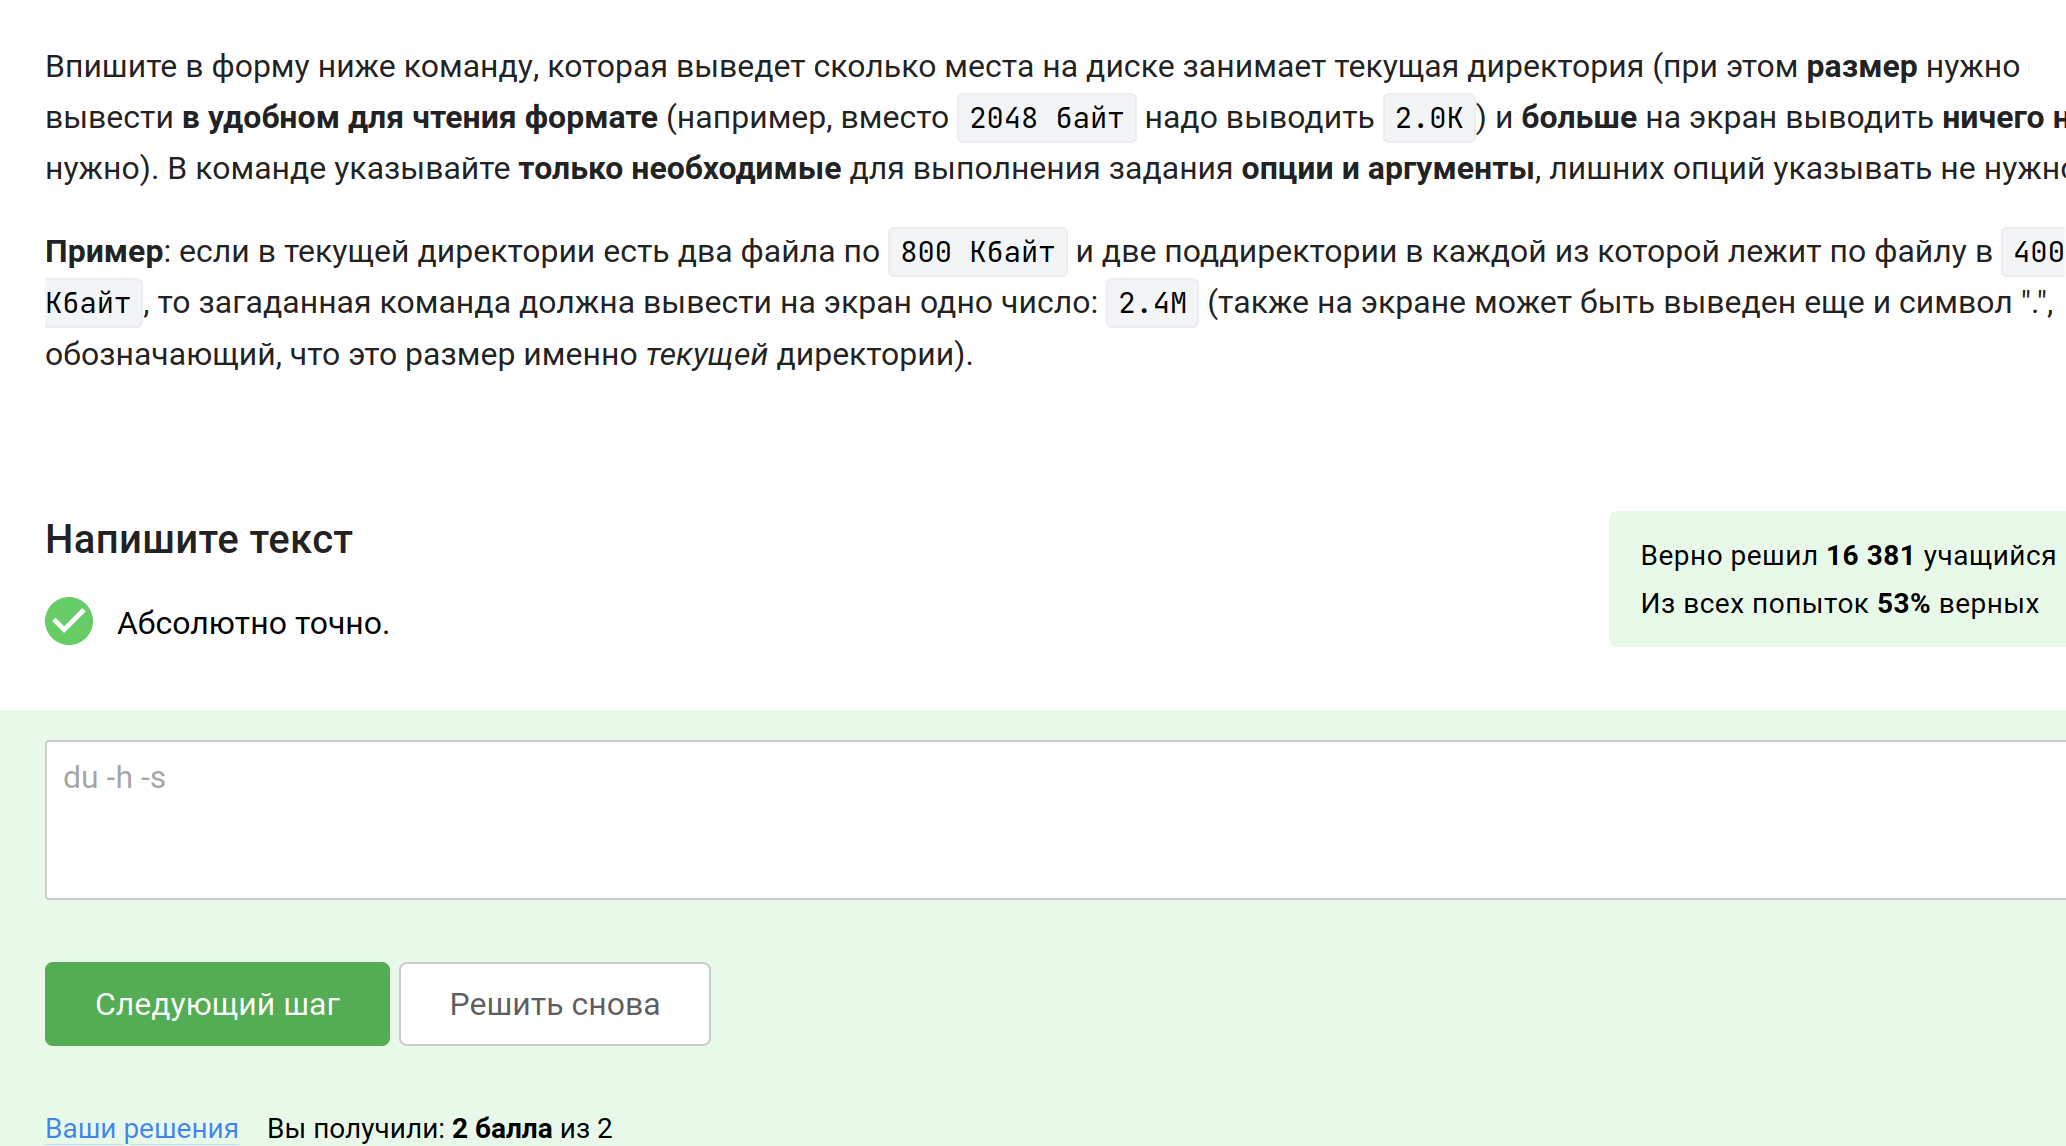 Впишите в форму ниже команду, которая выведет сколько места на диске занимает текущая директория (при этом размер нужно
вывести в удобном для чтения формате (например, вместо 2048 байт надо выводить 2.0K) и больше на экран выводить ничего
нужно). В команде указывайте только необходимые для выполнения задания опции и аргументы, лишних опций указывать не
Пример: если в текущей директории есть два файла по 800 Кбайт и две поддиректории в каждой из которой лежит по файлу в 400
Кбайт, то загаданная команда должна вывести на экран одно число: 2.4M (также на экране может быть выведен еще и символ ".",
обозначающий, что это размер именно текущей директории).
Напишите текст
Верно решил 16 381 учащийся
Из всех попыток 53% верных
Абсолютно точно.
du -h -s
Следующий шаг Решить снова
Ваши решения Вы получили: 2 балла из 2